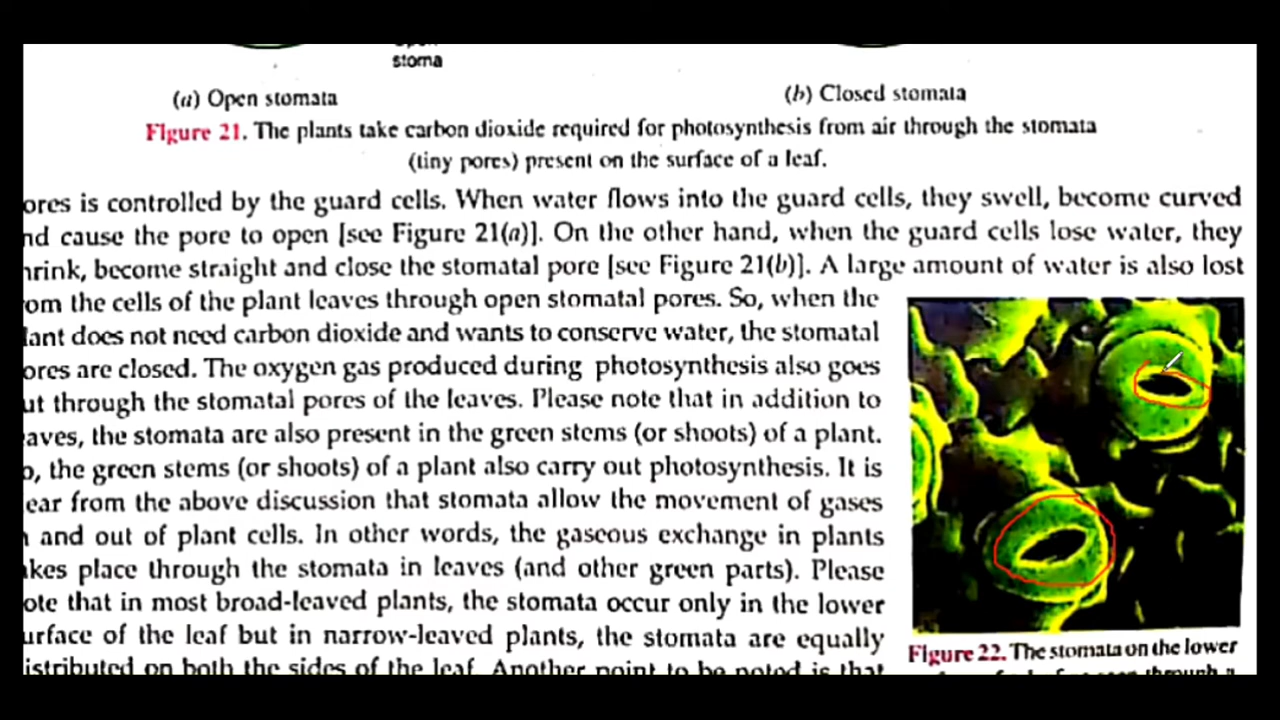 stoma
(a) Open stomata
(b) Closed stomata
Figure 21. The plants take carbon dioxide required for photosynthesis from air through the stomata
(tiny pores) present on the surface of a leaf.
ores is controlled by the guard cells. When water flows into the guard cells, they swell, become curved
nd cause the pore to open [see Figure 21(a)]. On the other hand, when the guard cells lose water, they
hrink, become straight and close the stomatal pore [see Figure 21(b)]. A large amount of water is also lost
om the cells of the plant leaves through open stomatal pores. So, when the
lant does not need carbon dioxide and wants to conserve water, the stomatal
ores are closed. The oxygen gas produced during photosynthesis also goes
ut through the stomatal pores of the leaves. Please note that in addition to
eaves, the stomata are also present in the green stems (or shoots) of a plant.
o, the green stems (or shoots) of a plant also carry out photosynthesis. It is
ear from the above discussion that stomata allow the movement of gases
n and out of plant cells. In other words, the gaseous exchange in plants
akes place through the stomata in leaves (and other green parts). Please
ote that in most broad-leaved plants, the stomata occur only in the lower
urface of the leaf but in narrow-leaved plants, the stomata are equally
istributed on both the sides of the leaf. Another point to be noted is that
Figure 22. The stomata on the lower